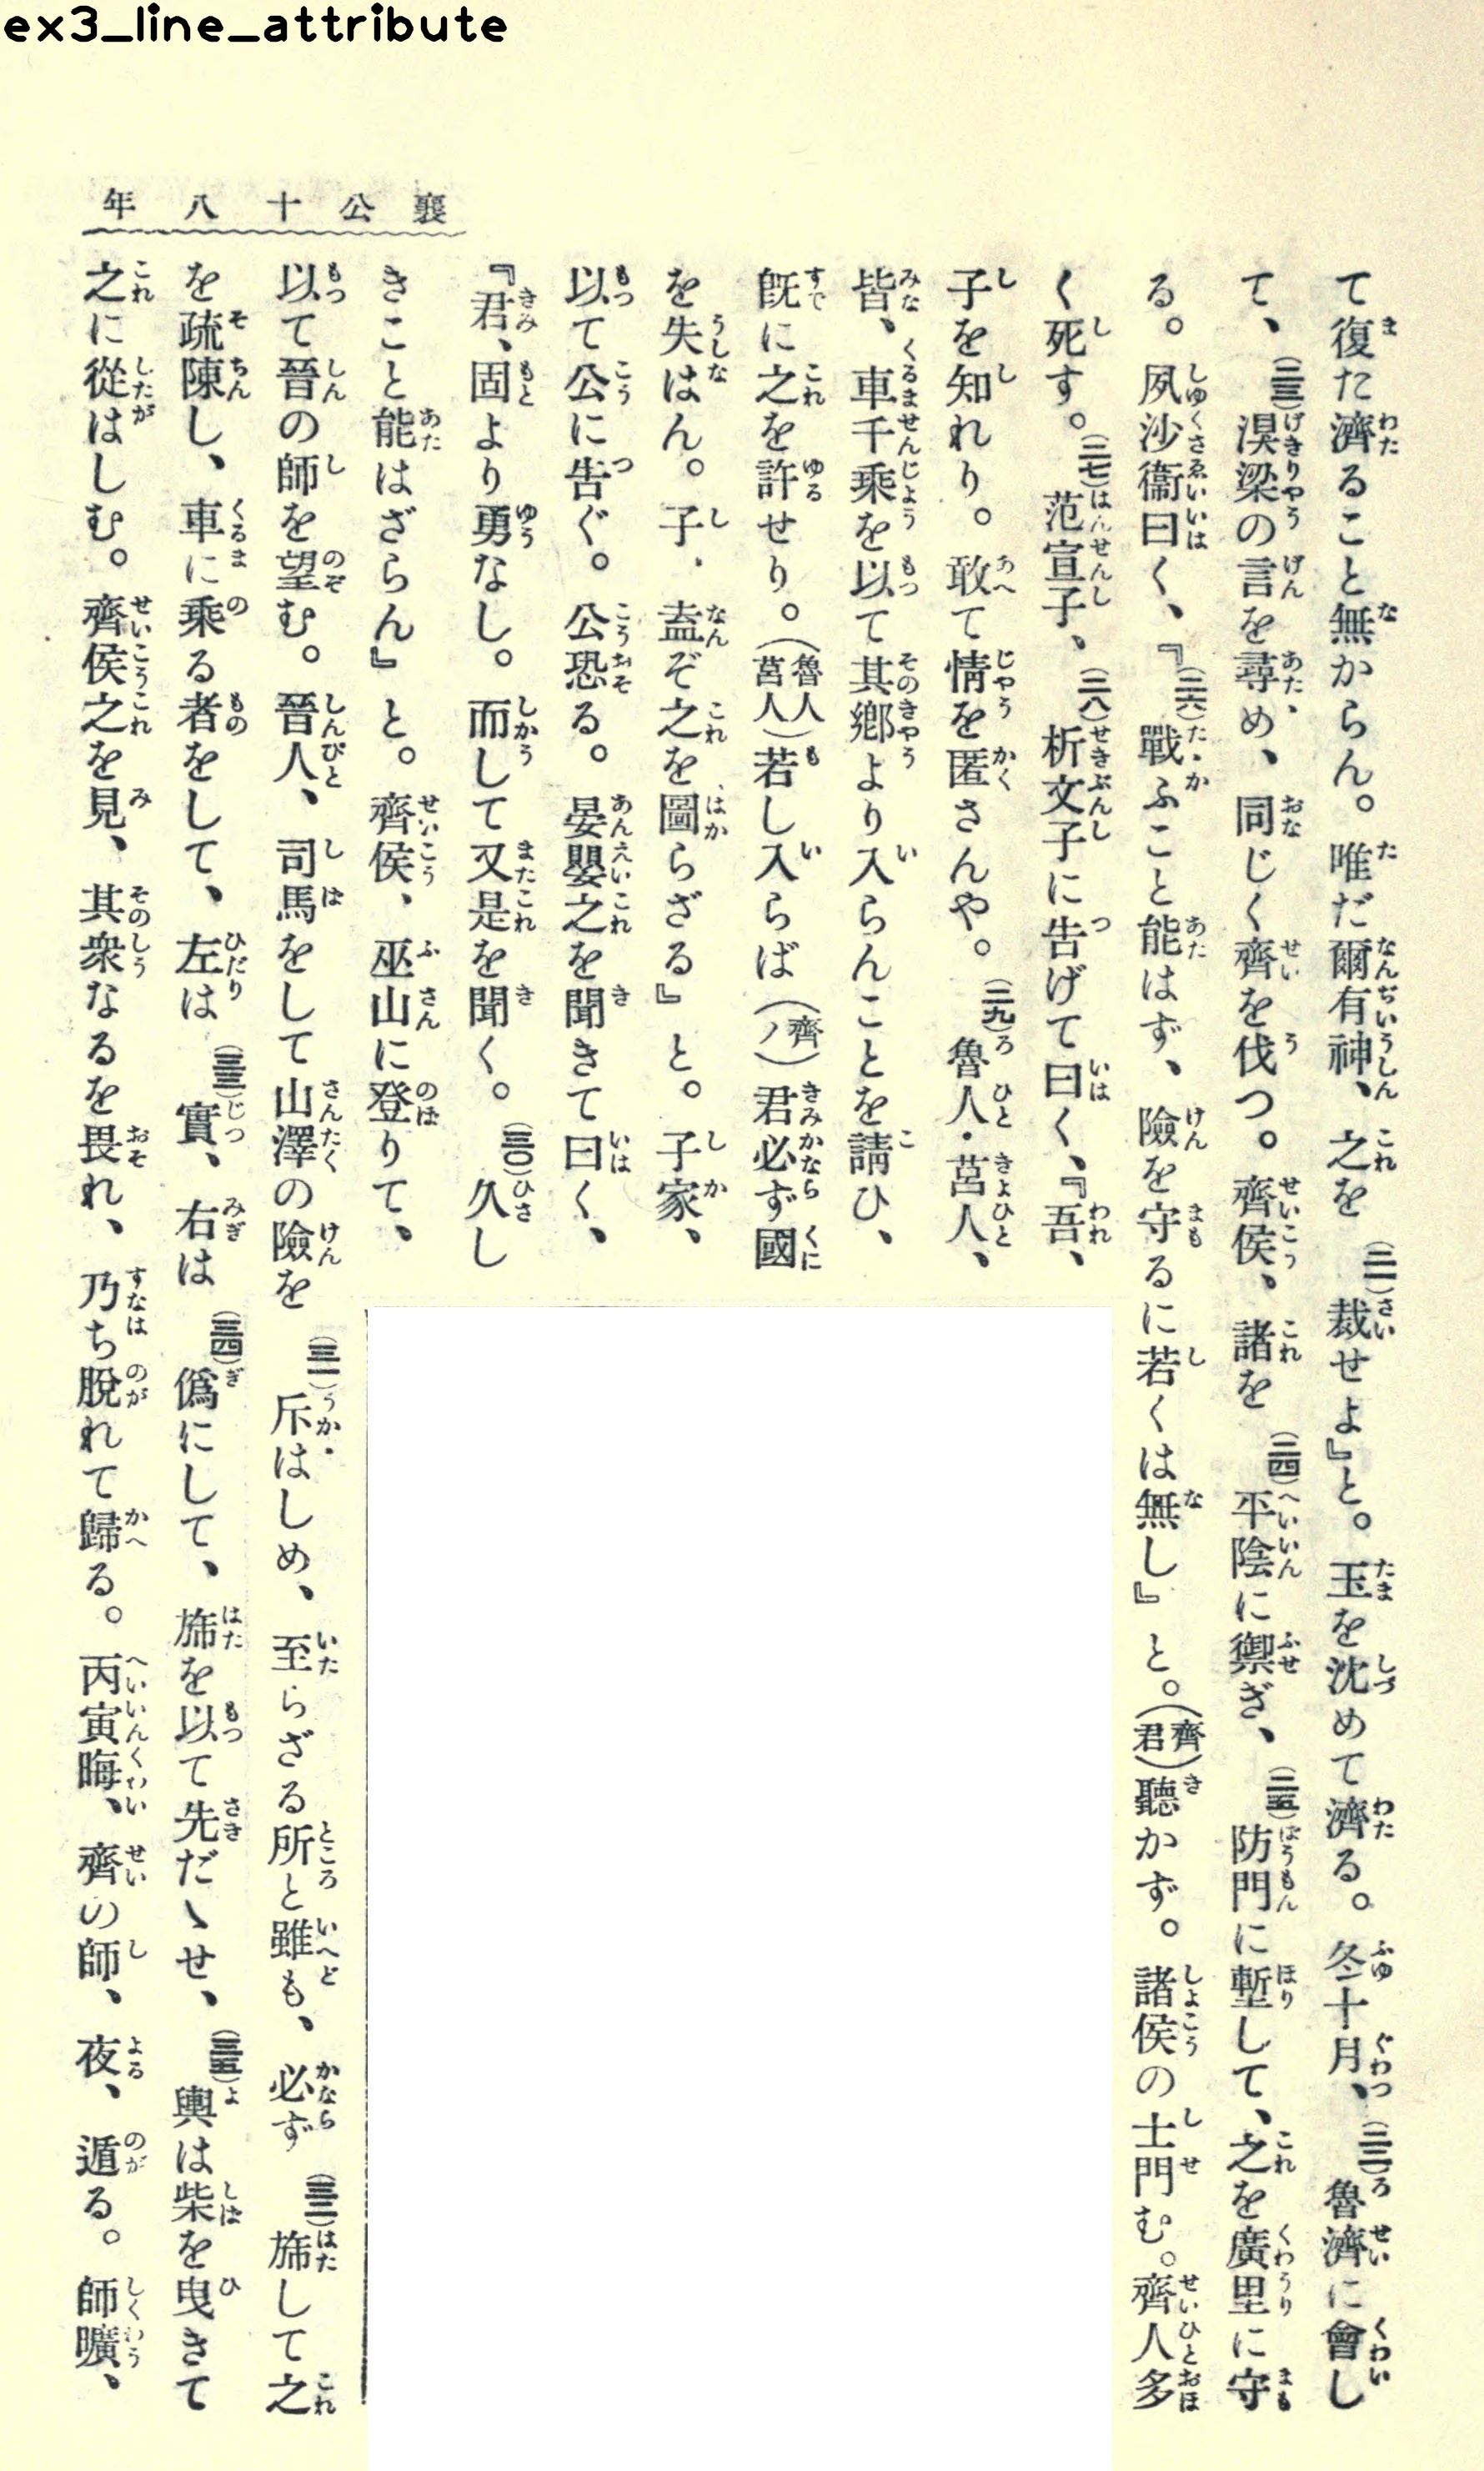 ex3_line_attribute
襄公十八年
て復た濟ること無からん。唯だ爾有神、之を(二一)裁せよ』と。玉を沈めて濟る。冬十月、(二二)魯濟に會し
て、(二三)湨梁の言を尋め、同じく齊を伐つ。齊侯、諸を(二四)平陰に禦ぎ、(二五)防門に塹して、之を廣里に守
る。夙沙衞曰く、『(二六)戰ふこと能はず、險を守るに若くは無し』と。(齊君)聽かず。諸侯の士門む。齊人多
く死す。(二七)范宣子、(二八)析文子に告げて曰く、『吾、
子を知れり。敢て情を匿さんや。(二九)魯人・莒人、
皆、車千乘を以て其鄉より入らんことを請ひ、
既に之を許せり。(魯人莒人)若し入らば(齊ノ)君必ず國
を失はん。子、盍ぞ之を圖らざる』と。子家、
以て公に告ぐ。公恐る。晏嬰之を聞きて曰く、
『君、固より勇なし。而して又是を聞く。(三〇)久し
きこと能はざらん』と。齊侯、巫山に登りて、
以て晉の師を望む。晉人、司馬をして山澤の險を(三一)斥はしめ、至らざる所と雖も、必ず(三二)旆して之
を疏陳し、車に乘る者をして、左は(三三)實、右は(三四)僞にして、旆を以て先だゝせ、(三五)輿は柴を曳きて
之に從はしむ。齊侯之を見、其衆なるを畏れ、乃ち脫れて歸る。丙寅晦、齊の師、夜、遁る。師曠、